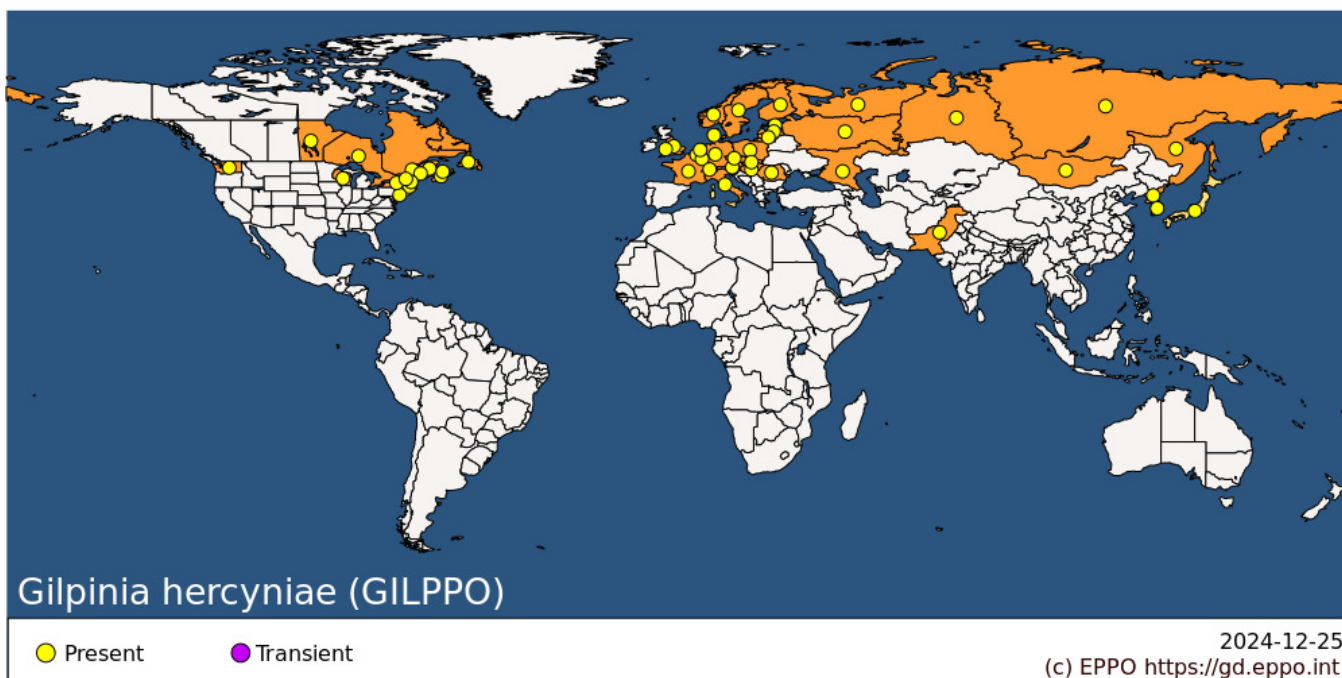 Gilpinia hercyniae (GILPPO)
Present
Transient
2024-12-25
(c) EPPO https://gd.eppo.int